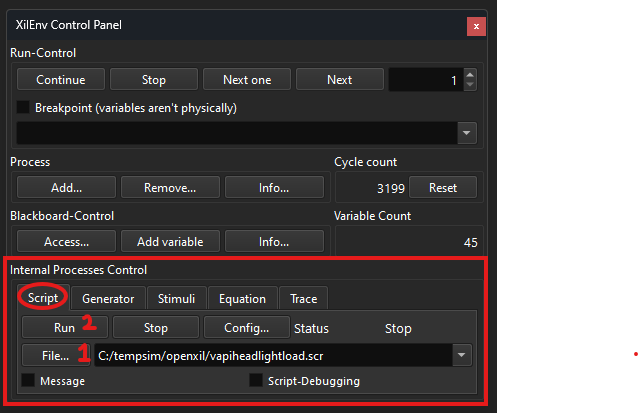 XilEnv Control Panel
x
Run-Control
Continue Stop Next one Next 1
Breakpoint (variables aren't physically)
Process Cycle count
Add... Remove... Info... 3199 Reset
Blackboard-Control Variable Count
Access... Add variable Info... 45
Internal Processes Control
Script Generator Stimuli Equation Trace
Run 2 Stop Config... Status Stop
File... 1 C:/tempsim/openxil/vapiheadlightload.scr
Message Script-Debugging